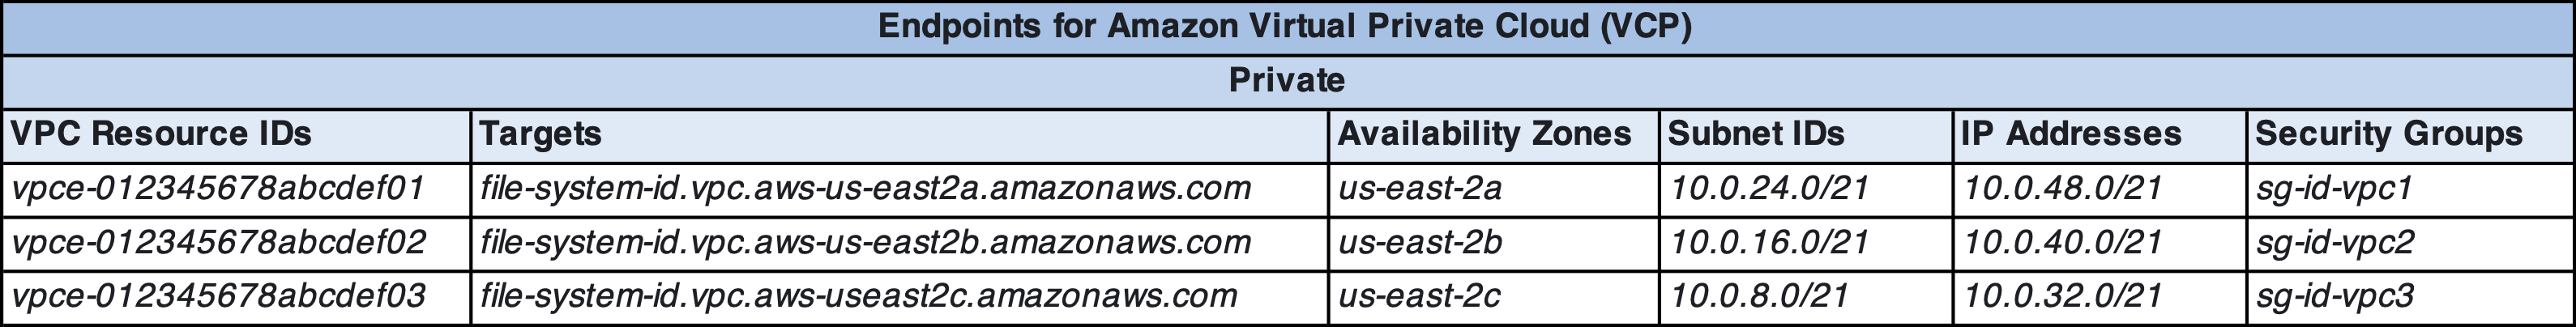 Endpoints for Amazon Virtual Private Cloud (VCP)
Private
VPC Resource IDs Targets Availability Zones Subnet IDs IP Addresses Security Groups
vpce-012345678abcdef01 file-system-id.vpc.aws-us-east2a.amazonaws.com us-east-2a 10.0.24.0/21 10.0.48.0/21 sg-id-vpc1
vpce-012345678abcdef02 file-system-id.vpc.aws-us-east2b.amazonaws.com us-east-2b 10.0.16.0/21 10.0.40.0/21 sg-id-vpc2
vpce-012345678abcdef03 file-system-id.vpc.aws-useast2c.amazonaws.com us-east-2c 10.0.8.0/21 10.0.32.0/21 sg-id-vpc3